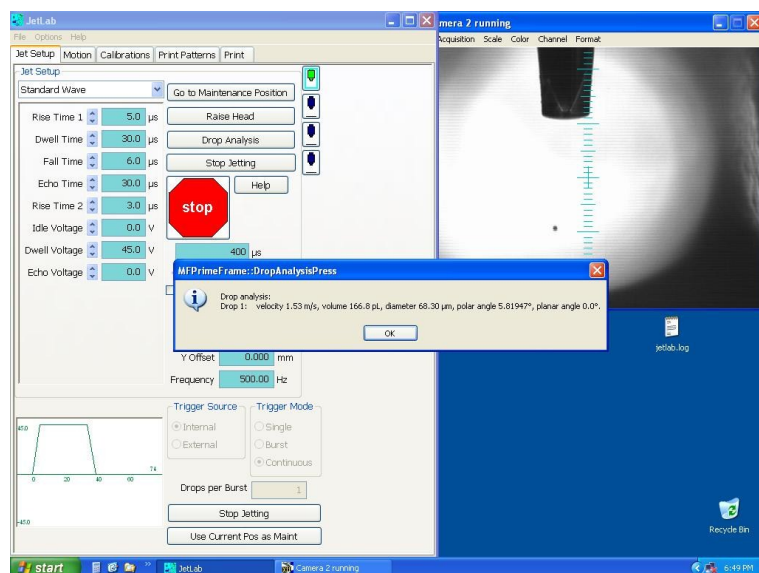 JetLab
File Options Help
Jet Setup Motion Calibrations Print Patterns Print
Jet Setup
Standard Wave
Go to Maintenance Position
Rise Time 1 5.0 µs
Raise Head
Dwell Time 30.0 µs
Drop Analysis
Fall Time 6.0 µs
Stop Jetting
Echo Time 30.0 µs
Help
Rise Time 2 3.0 µs
stop
Idle Voltage 0.0 V
Dwell Voltage 45.0 V
400 µs
Echo Voltage 0.0 V
MFPrimeFrame::DropAnalysisPress
Drop analysis:
Drop 1: velocity 1.53 m/s, volume 166.8 pL, diameter 68.30 µm, polar angle 5.81947°, planar angle 0.0°.
OK
Y Offset 0.000 mm
Frequency 500.00 Hz
Trigger Source
Internal
External
Trigger Mode
Single
Burst
Continuous
45.0
74
0 20 40 60
-45.0
Drops per Burst 1
Stop Jetting
Use Current Pos as Maint
mera 2 running
Acquisition Scale Color Channel Format
jetlab.log
Recycle Bin
start
JetLab
Camera 2 running
6:49 PM